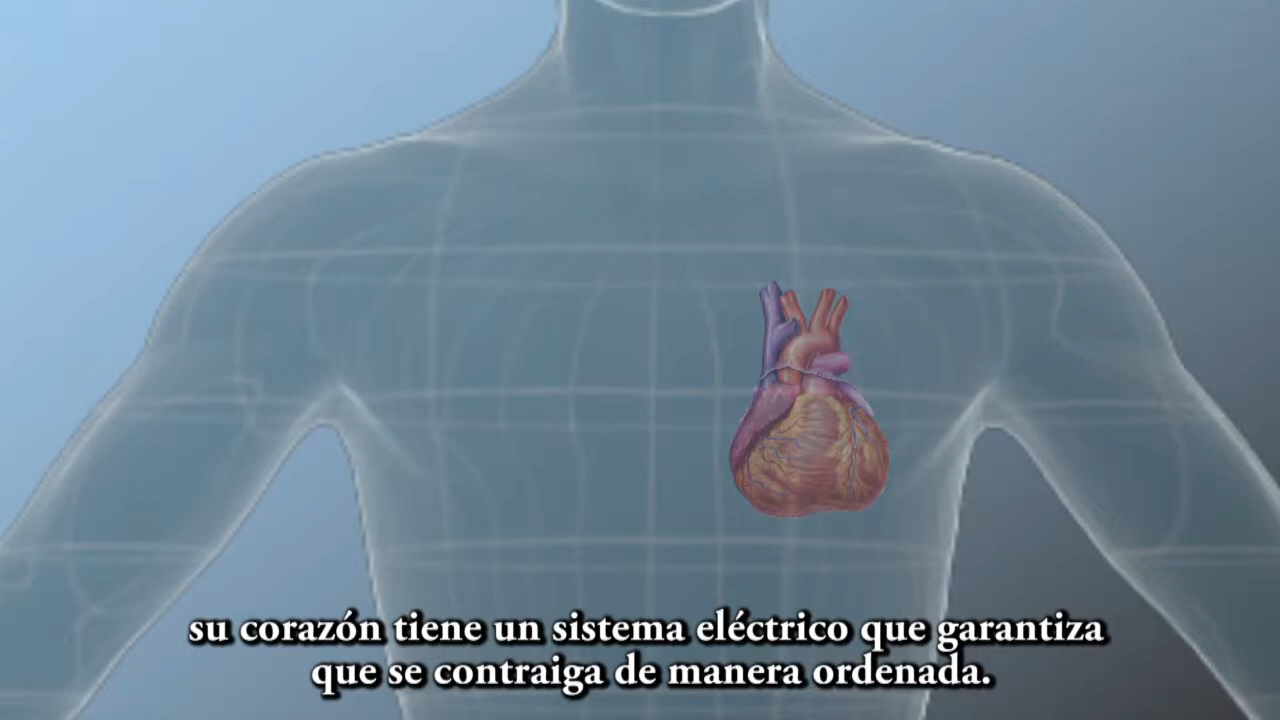 su corazón tiene un sistema eléctrico que garantiza
que se contraiga de manera ordenada.